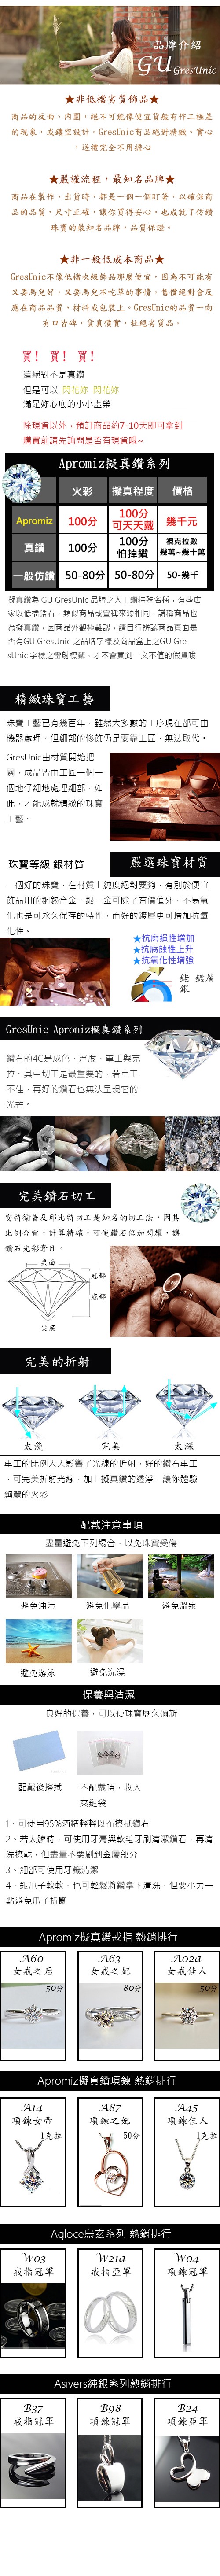 品牌介紹
GU GresUnic
★非低檔劣質飾品★
商品的反面、內圍，絕不可能像便宜貨般有作工極差
的現象，或鏤空設計。GresUnic商品絕對精緻、實心
，送禮完全不用擔心
★嚴謹流程，最知名品牌★
商品在製作、出貨時，都是一個一個盯著，以確保商
品的品質、尺寸正確，讓您買得安心。也成就了仿鑽
珠寶的最知名品牌，品質保證。
★非一般低成本商品★
GresUnic不像低檔次級飾品那麼便宜，因為不可能有
又要馬兒好，又要馬兒不吃草的事情，售價絕對會反
應在商品品質，材料或包裝上。GresUnic的品質一向
有口皆碑，貨真價實，杜絕劣質品。
買! 買! 買!
這絕對不是真鑽
但是可以 閃花妳 閃花妳
滿足妳心底的小小虛榮
除現貨以外，預訂商品約7-10天即可拿到
購買前請先詢問是否有現貨哦~
Apromiz擬真鑽系列
火彩 擬真程度 價格
Apromiz 100分 100分 可天天戴 幾千元
真鑽 100分 100分 怕掉鑽 視克拉數 幾萬~幾十萬
一般仿鑽 50-80分 50-80分 50-幾千
擬真鑽為 GU GresUnic 品牌之人工鑽特殊名稱，有些店
家以低檔鋯石、類似商品或宣稱來源相同，謊稱商品也
為擬真鑽，因商品外觀極難認，請自行辨認商品頁面是
否有GU GresUnic 之品牌字樣及商品盒上之GU Gre-
sUnic 字樣之雷射標籤，才不會買到一文不值的假貨哦
精緻珠寶工藝
珠寶工藝已有幾百年，雖然大多數的工序現在都可由
機器處理，但細部的修飾仍是要靠工匠，無法取代。
GresUnic由材質開始把
關，成品皆由工匠一個一
個地仔細地處理細部，如
此，才能成就精緻的珠寶
工藝。
嚴選珠寶材質
珠寶等級 銀材質
一個好的珠寶，在材質上純度絕對要夠，有別於便宜
飾品用的銅鎢合金，銀、金可除了有價值外，不易氧
化也是可永久保存的特性，而好的鍍層更可增加抗氧
化性。
★抗磨損性增加
★抗腐蝕性上升
★抗氧化性增強
銠 鍍層
銀
GresUnic Apromiz擬真鑽系列
鑽石的4C是成色，淨度、車工與克
拉，其中切工是最重要的，若車工
不佳，再好的鑽石也無法呈現它的
光芒。
完美鑽石切工
安特衛普及邱比特切工是知名的切工法，因其
比例合宜，計算精確，可使鑽石倍加閃耀，讓
鑽石光彩奪目。
桌面
冠部
底部
尖底
完美的折射
太淺 完美 太深
車工的比例大大影響了光線的折射，好的鑽石車工
，可完美折射光線，加上擬真鑽的透淨，讓你體驗
絢麗的火彩
配戴注意事項
盡量避免下列場合，以免珠寶受傷
避免油污 避免化學品 避免溫泉
避免游泳 避免洗澡
保養與清潔
良好的保養，可以使珠寶歷久彌新
配戴後擦拭 不配戴時，收入
夾鏈袋
1、可使用95%酒精輕輕以布擦拭鑽石
2、若太髒時，可使用牙膏與軟毛牙刷清潔鑽石，再清
洗擦乾，但盡量不要刷到金屬部分
3、細部可使用牙籤清潔
4、銀爪子較軟，也可輕鬆將鑽拿下清洗，但要小力一
點避免爪子折斷
Apromiz擬真鑽戒指 熱銷排行
A60 A63 A02a
女戒之后 女戒之妃 女戒佳人
50分 80分 50分
Apromiz擬真鑽項鍊 熱銷排行
A14 A87 A45
項鍊女帝 項鍊之妃 項鍊佳人
1克拉 50分 1克拉
Agloce烏玄系列 熱銷排行
W03 W21a W04
戒指冠軍 戒指亞軍 項鍊冠軍
Asivers純銀系列熱銷排行
B37 B98 B24
戒指冠軍 項鍊冠軍 項鍊亞軍